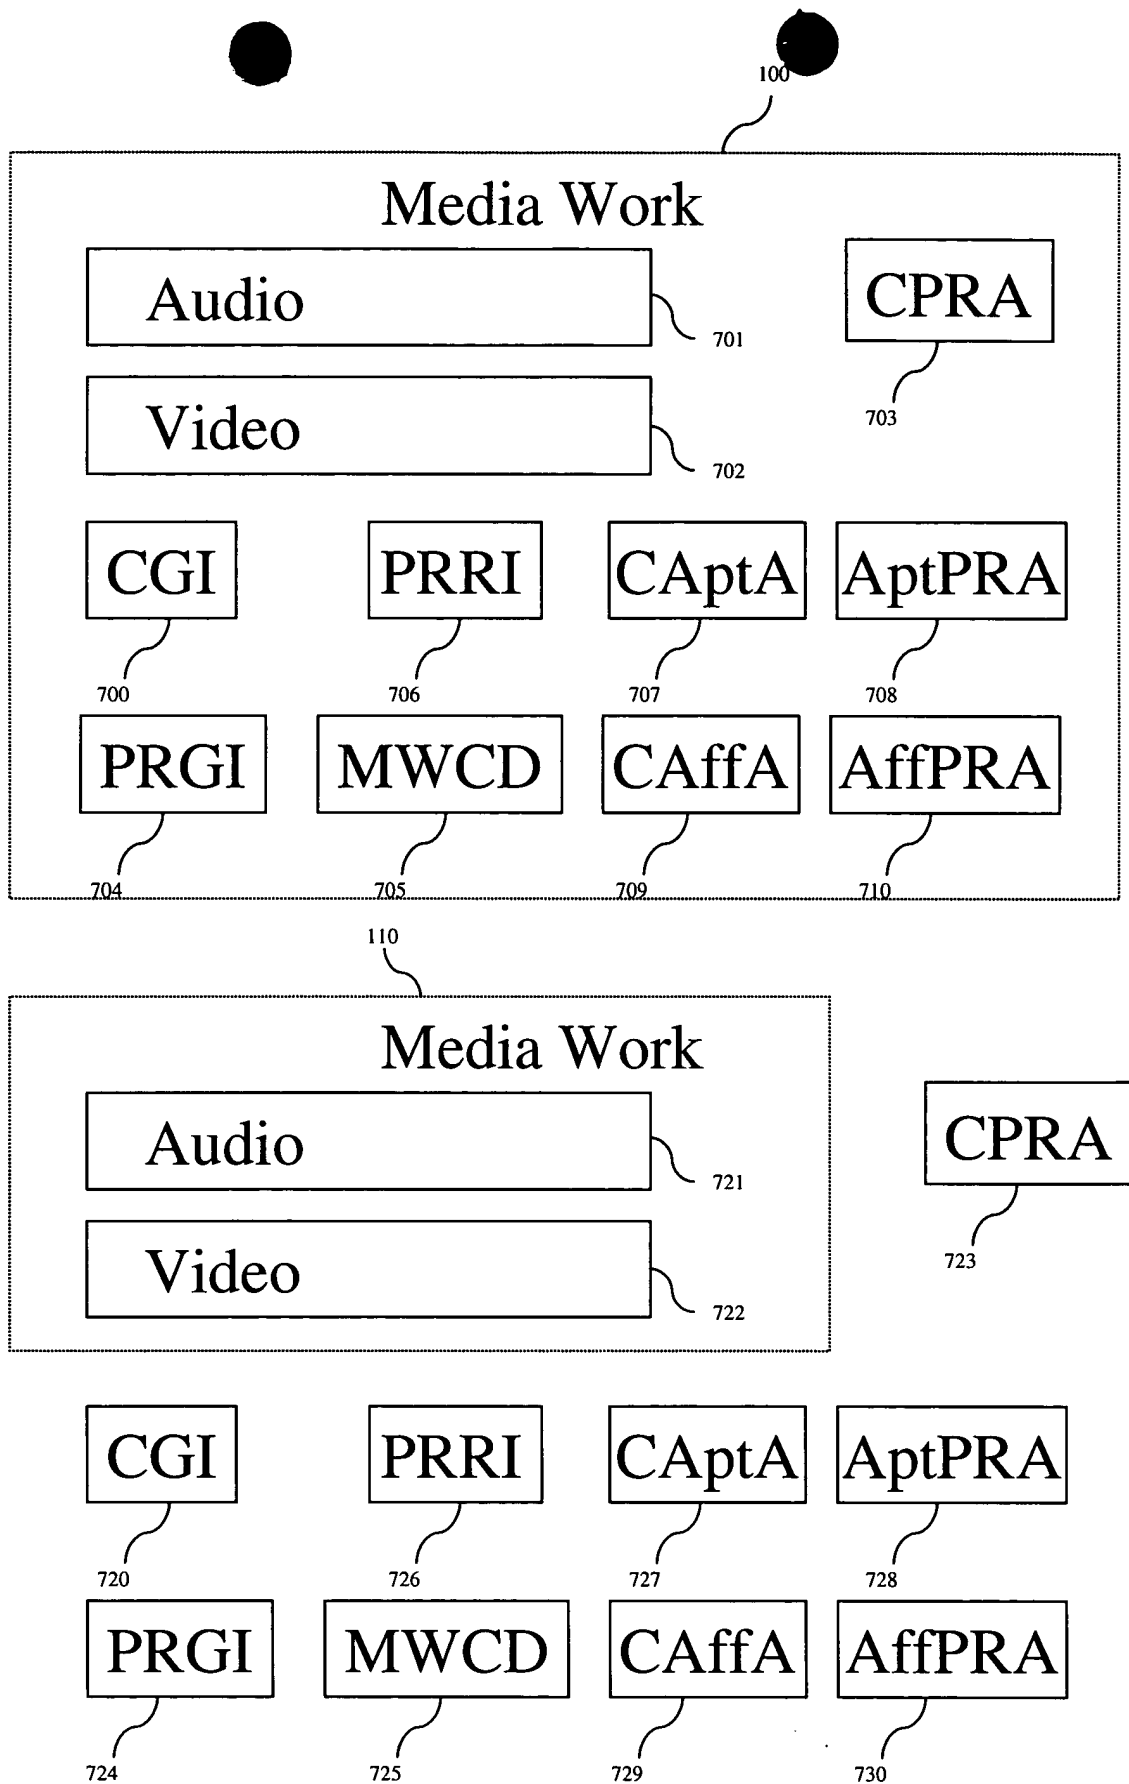 100
Media Work
Audio
701
CPRA
703
Video
702
CGI PRRI CAptA AptPRA
700 706 707 708
PRGI MWCD CAffA AffPRA
704 705 709 710
110
Media Work
Audio
721
CPRA
723
Video
722
CGI PRRI CAptA AptPRA
720 726 727 728
PRGI MWCD CAffA AffPRA
724 725 729 730